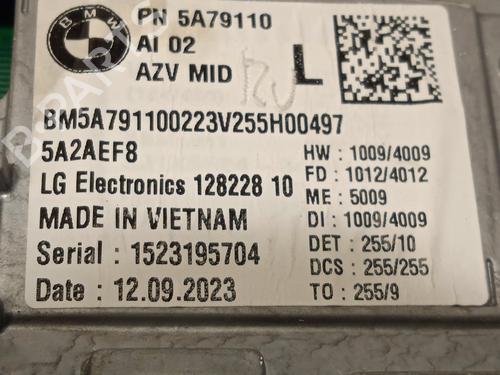 BMW
PN 5A79110
AI 02
AZV MID
L
BM5A791100223V255H00497
5A2AEF8
LG Electronics 128228 10
MADE IN VIETNAM
Serial : 1523195704
Date : 12.09.2023
HW : 1009/4009
FD : 1012/4012
ME : 5009
DI : 1009/4009
DET : 255/10
DCS : 255/255
TO : 255/9
B-PARTS